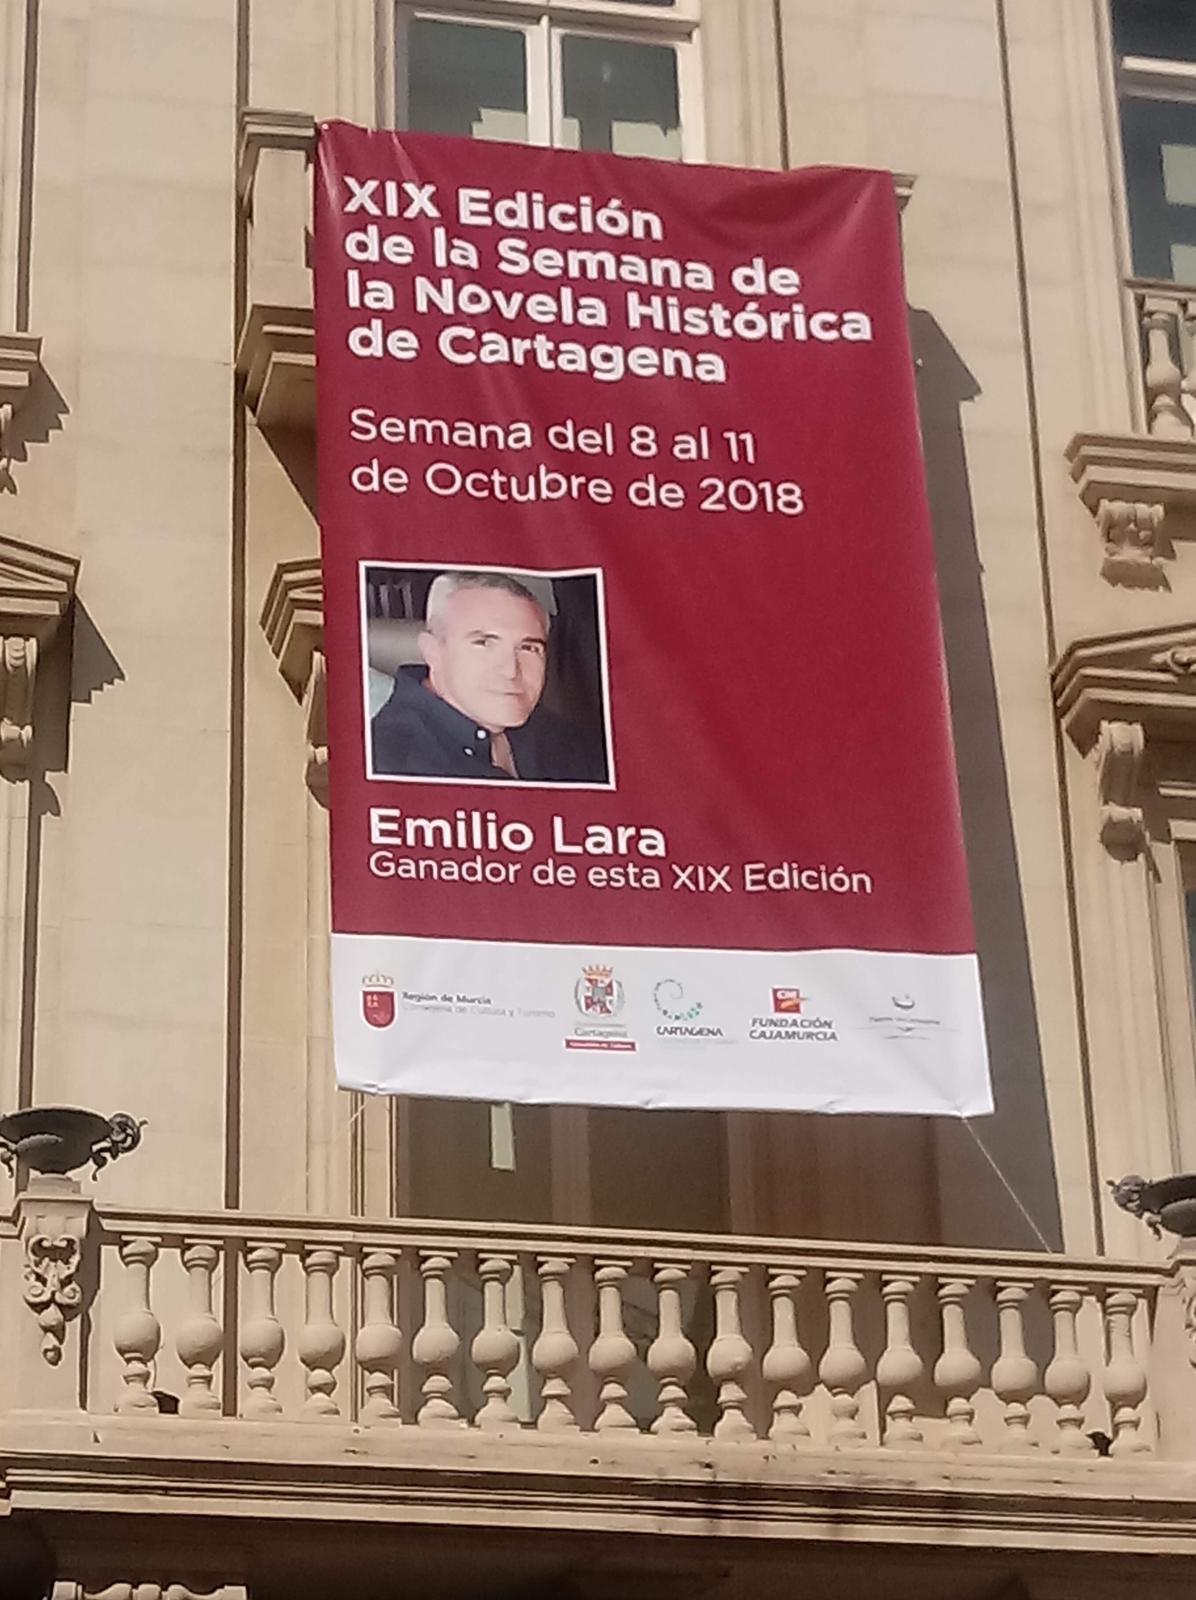 XIX Edición
de la Semana de
la Novela Histórica
de Cartagena
Semana del 8 al 11
de Octubre de 2018
Emilio Lara
Ganador de esta XIX Edición
Región de Murcia
Cartagena
CARTAGENA
CM
FUNDACIÓN
CAJAMURCIA